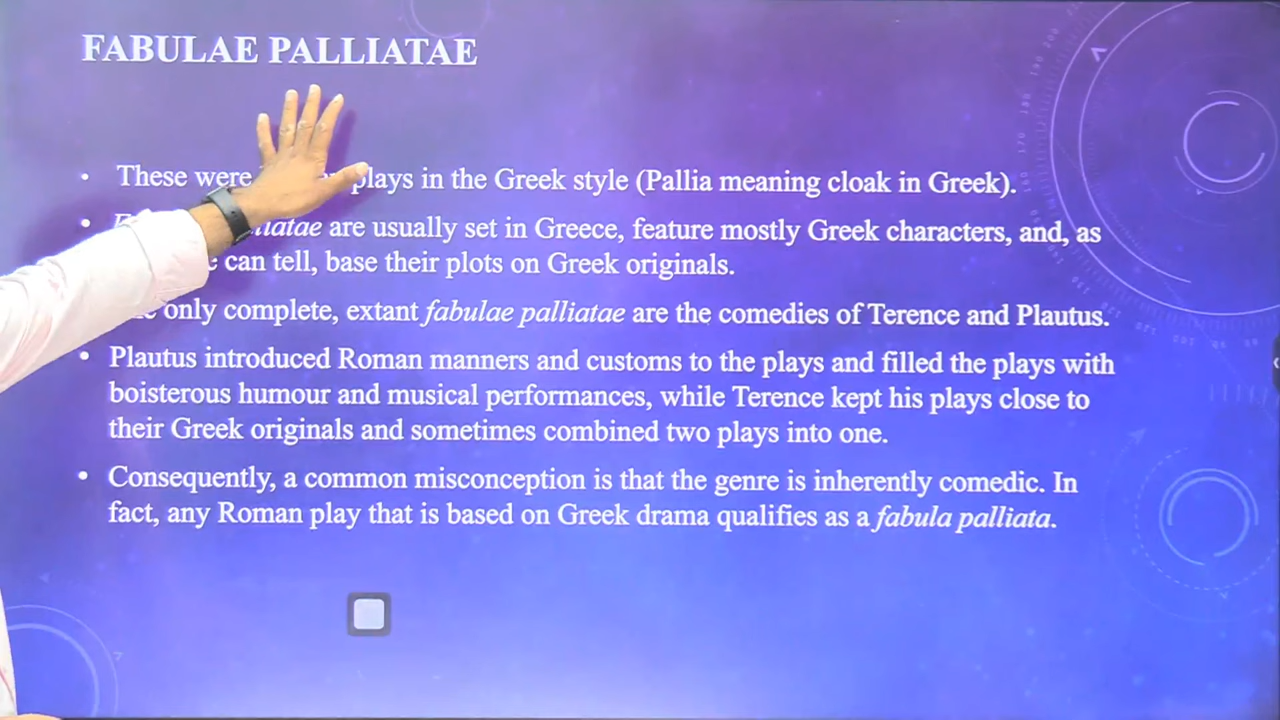 FABULAE PALLIATAE
• These were plays in the Greek style (Pallia meaning cloak in Greek).
• are usually set in Greece, feature mostly Greek characters, and, as
can tell, base their plots on Greek originals.
only complete, extant fabulae palliatae are the comedies of Terence and Plautus.
• Plautus introduced Roman manners and customs to the plays and filled the plays with
boisterous humour and musical performances, while Terence kept his plays close to
their Greek originals and sometimes combined two plays into one.
• Consequently, a common misconception is that the genre is inherently comedic. In
fact, any Roman play that is based on Greek drama qualifies as a fabula palliata.